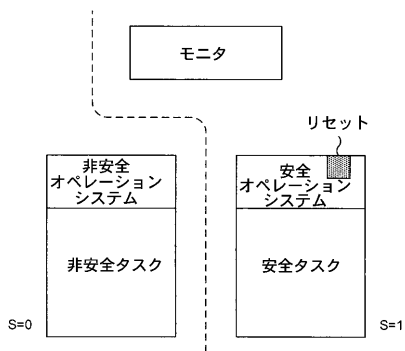 モニタ
リセット
非安全
オペレーション
システム
安全
オペレーション
システム
非安全タスク
安全タスク
S=0
S=1